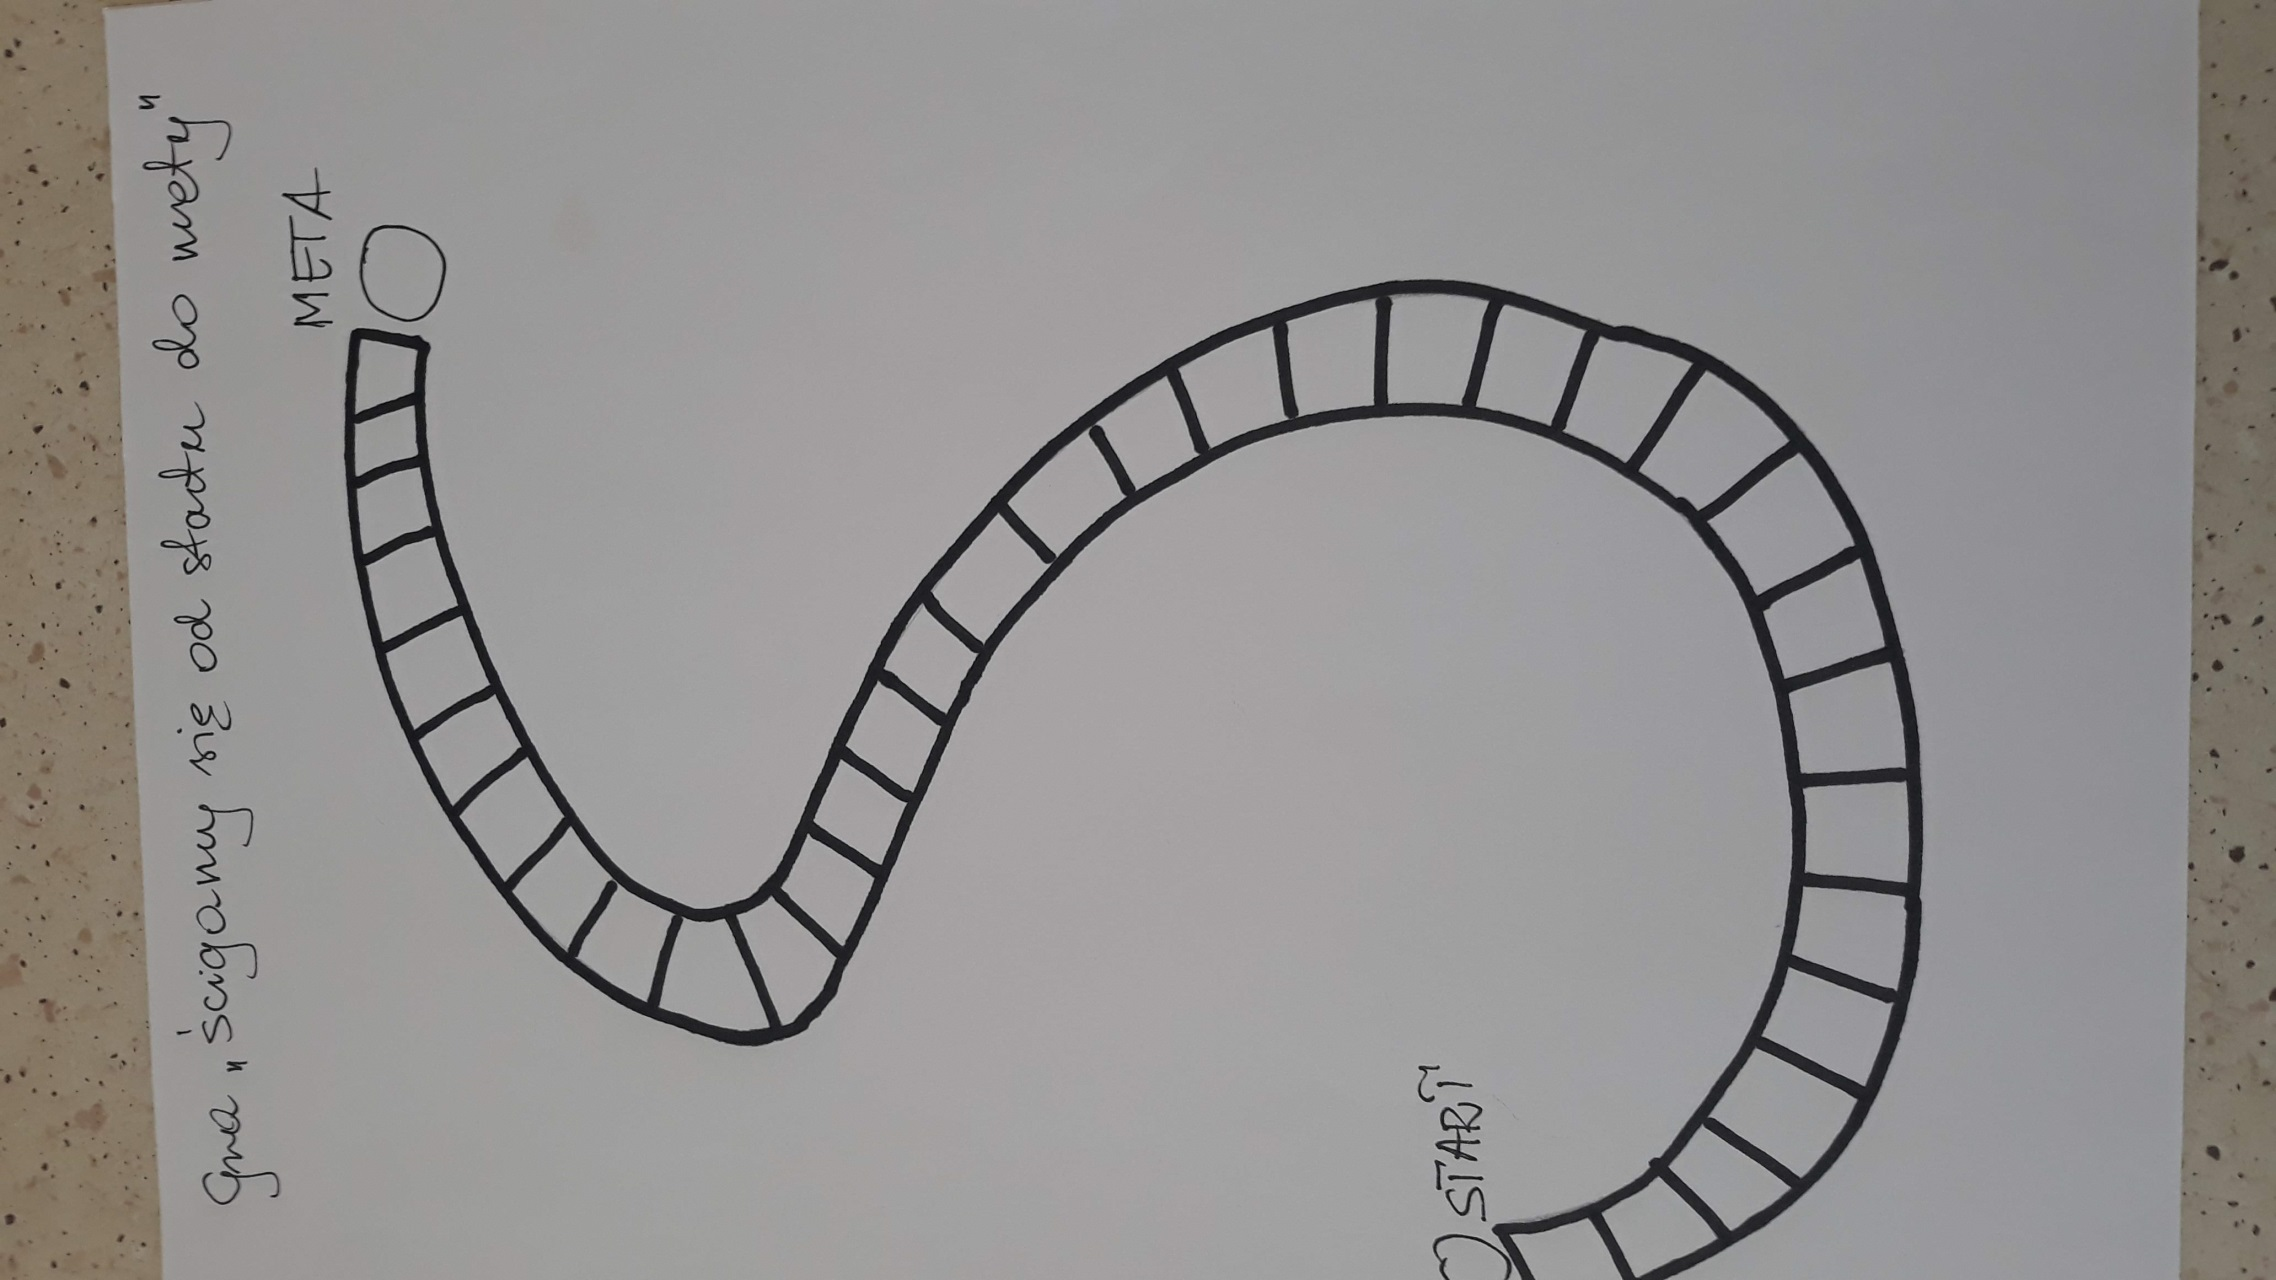 Gra „ścigamy się od startu do mety"
META
START